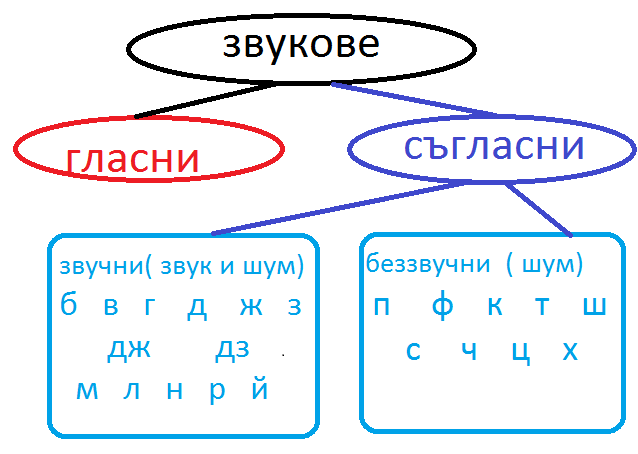 звукове
гласни
съгласни
звучни( звук и шум)
б в г д ж з
дж дз .
м л н р й
беззвучни ( шум)
п ф к т ш
с ч ц х